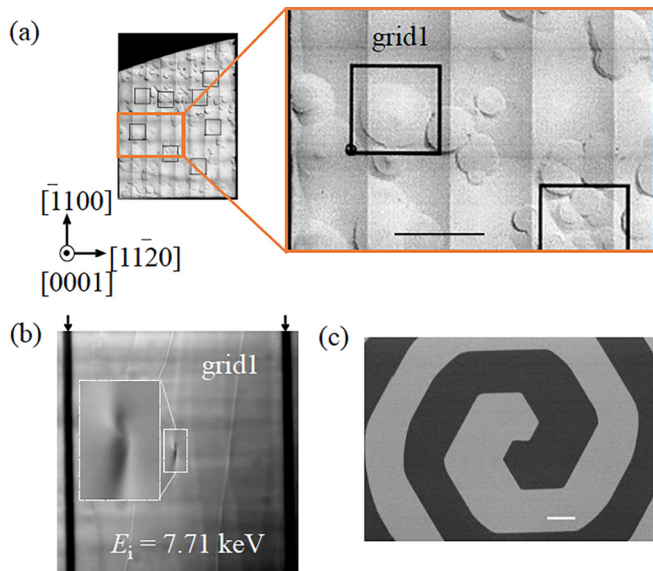 (a)
grid1
[1̄100]
[112̄0]
[0001]
(b)
grid1
Eᵢ = 7.71 keV
(c)